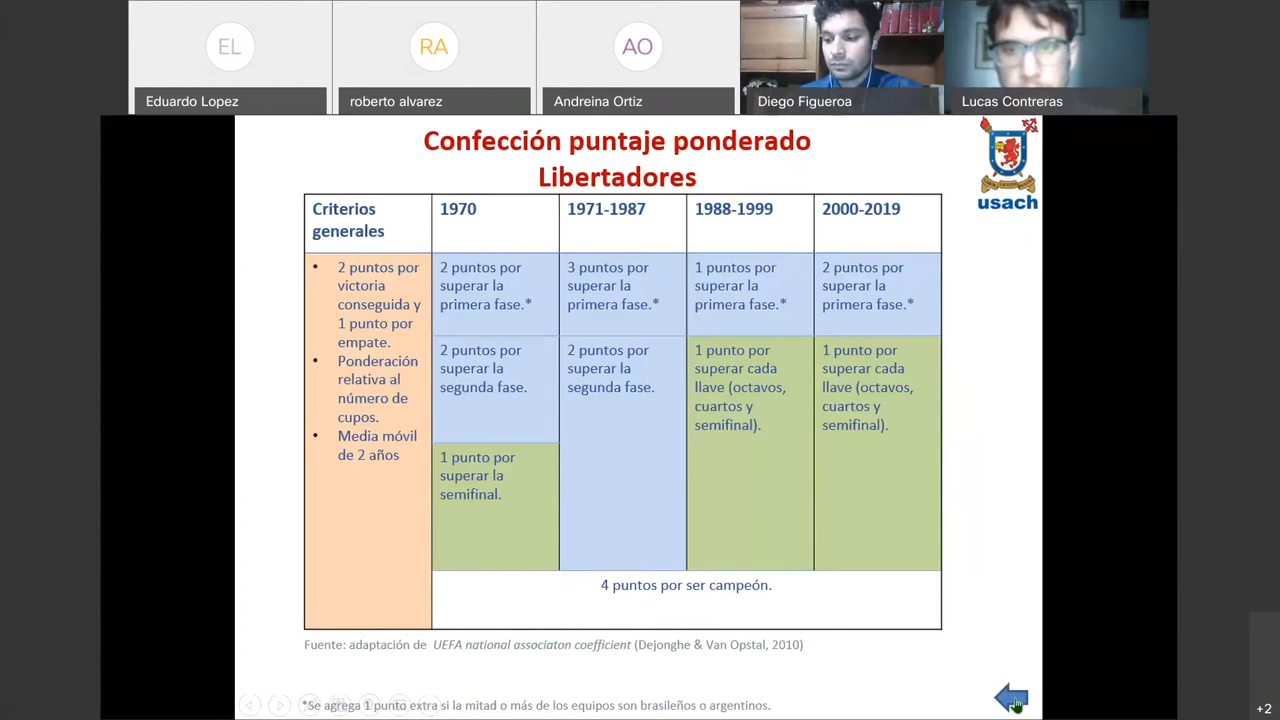 EL
RA
AO
Eduardo Lopez
roberto alvarez
Andreina Ortiz
Diego Figueroa
Lucas Contreras
Confección puntaje ponderado
Libertadores
usach
Criterios
generales
1970
1971-1987
1988-1999
2000-2019
• 2 puntos por
victoria
conseguida y
1 punto por
empate.
• Ponderación
relativa al
número de
cupos.
• Media móvil
de 2 años
2 puntos por
superar la
primera fase.*
3 puntos por
superar la
primera fase.*
1 puntos por
superar la
primera fase.*
2 puntos por
superar la
primera fase.*
2 puntos por
superar la
segunda fase.
2 puntos por
superar la
segunda fase.
1 punto por
superar cada
llave (octavos,
cuartos y
semifinal).
1 punto por
superar cada
llave (octavos,
cuartos y
semifinal).
1 punto por
superar la
semifinal.
4 puntos por ser campeón.
Fuente: adaptación de UEFA national associaton coefficient (Dejonghe & Van Opstal, 2010)
*Se agrega 1 punto extra si la mitad o más de los equipos son brasileños o argentinos.
+2